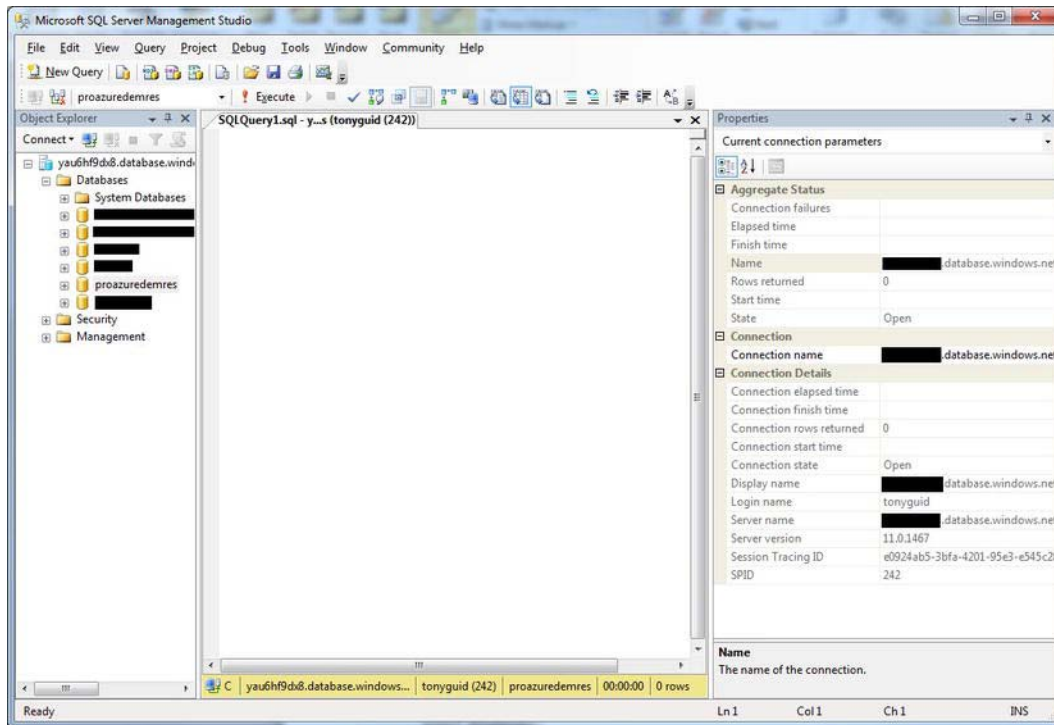 Microsoft SQL Server Management Studio
File Edit View Query Project Debug Tools Window Community Help
New Query
proazuredemres Execute
Object Explorer
Connect
yau6hf9dx8.database.wind
Databases
System Databases
proazuredemres
Security
Management
SQLQuery1.sql - y...s (tonyguid (242))
Properties
Current connection parameters
Aggregate Status
Connection failures
Elapsed time
Finish time
Name .database.windows.ne
Rows returned 0
Start time
State Open
Connection
Connection name .database.windows.ne
Connection Details
Connection elapsed time
Connection finish time
Connection rows returned 0
Connection start time
Connection state Open
Display name .database.windows.ne
Login name tonyguid
Server name .database.windows.ne
Server version 11.0.1467
Session Tracing ID e0924ab5-3bfa-4201-95e3-e545c2
SPID 242
Name
The name of the connection.
C yau6hf9dx8.database.windows... tonyguid (242) proazuredemres 00:00:00 0 rows
Ready Ln 1 Col 1 Ch 1 INS